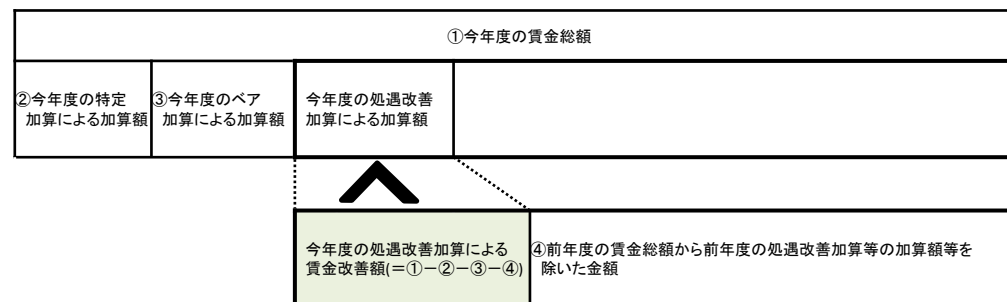 ①今年度の賃金総額
②今年度の特定
加算による加算額
③今年度のベア
加算による加算額
今年度の処遇改善
加算による加算額
今年度の処遇改善加算による
賃金改善額(=①-②-③-④)
④前年度の賃金総額から前年度の処遇改善加算等の加算額等を
除いた金額